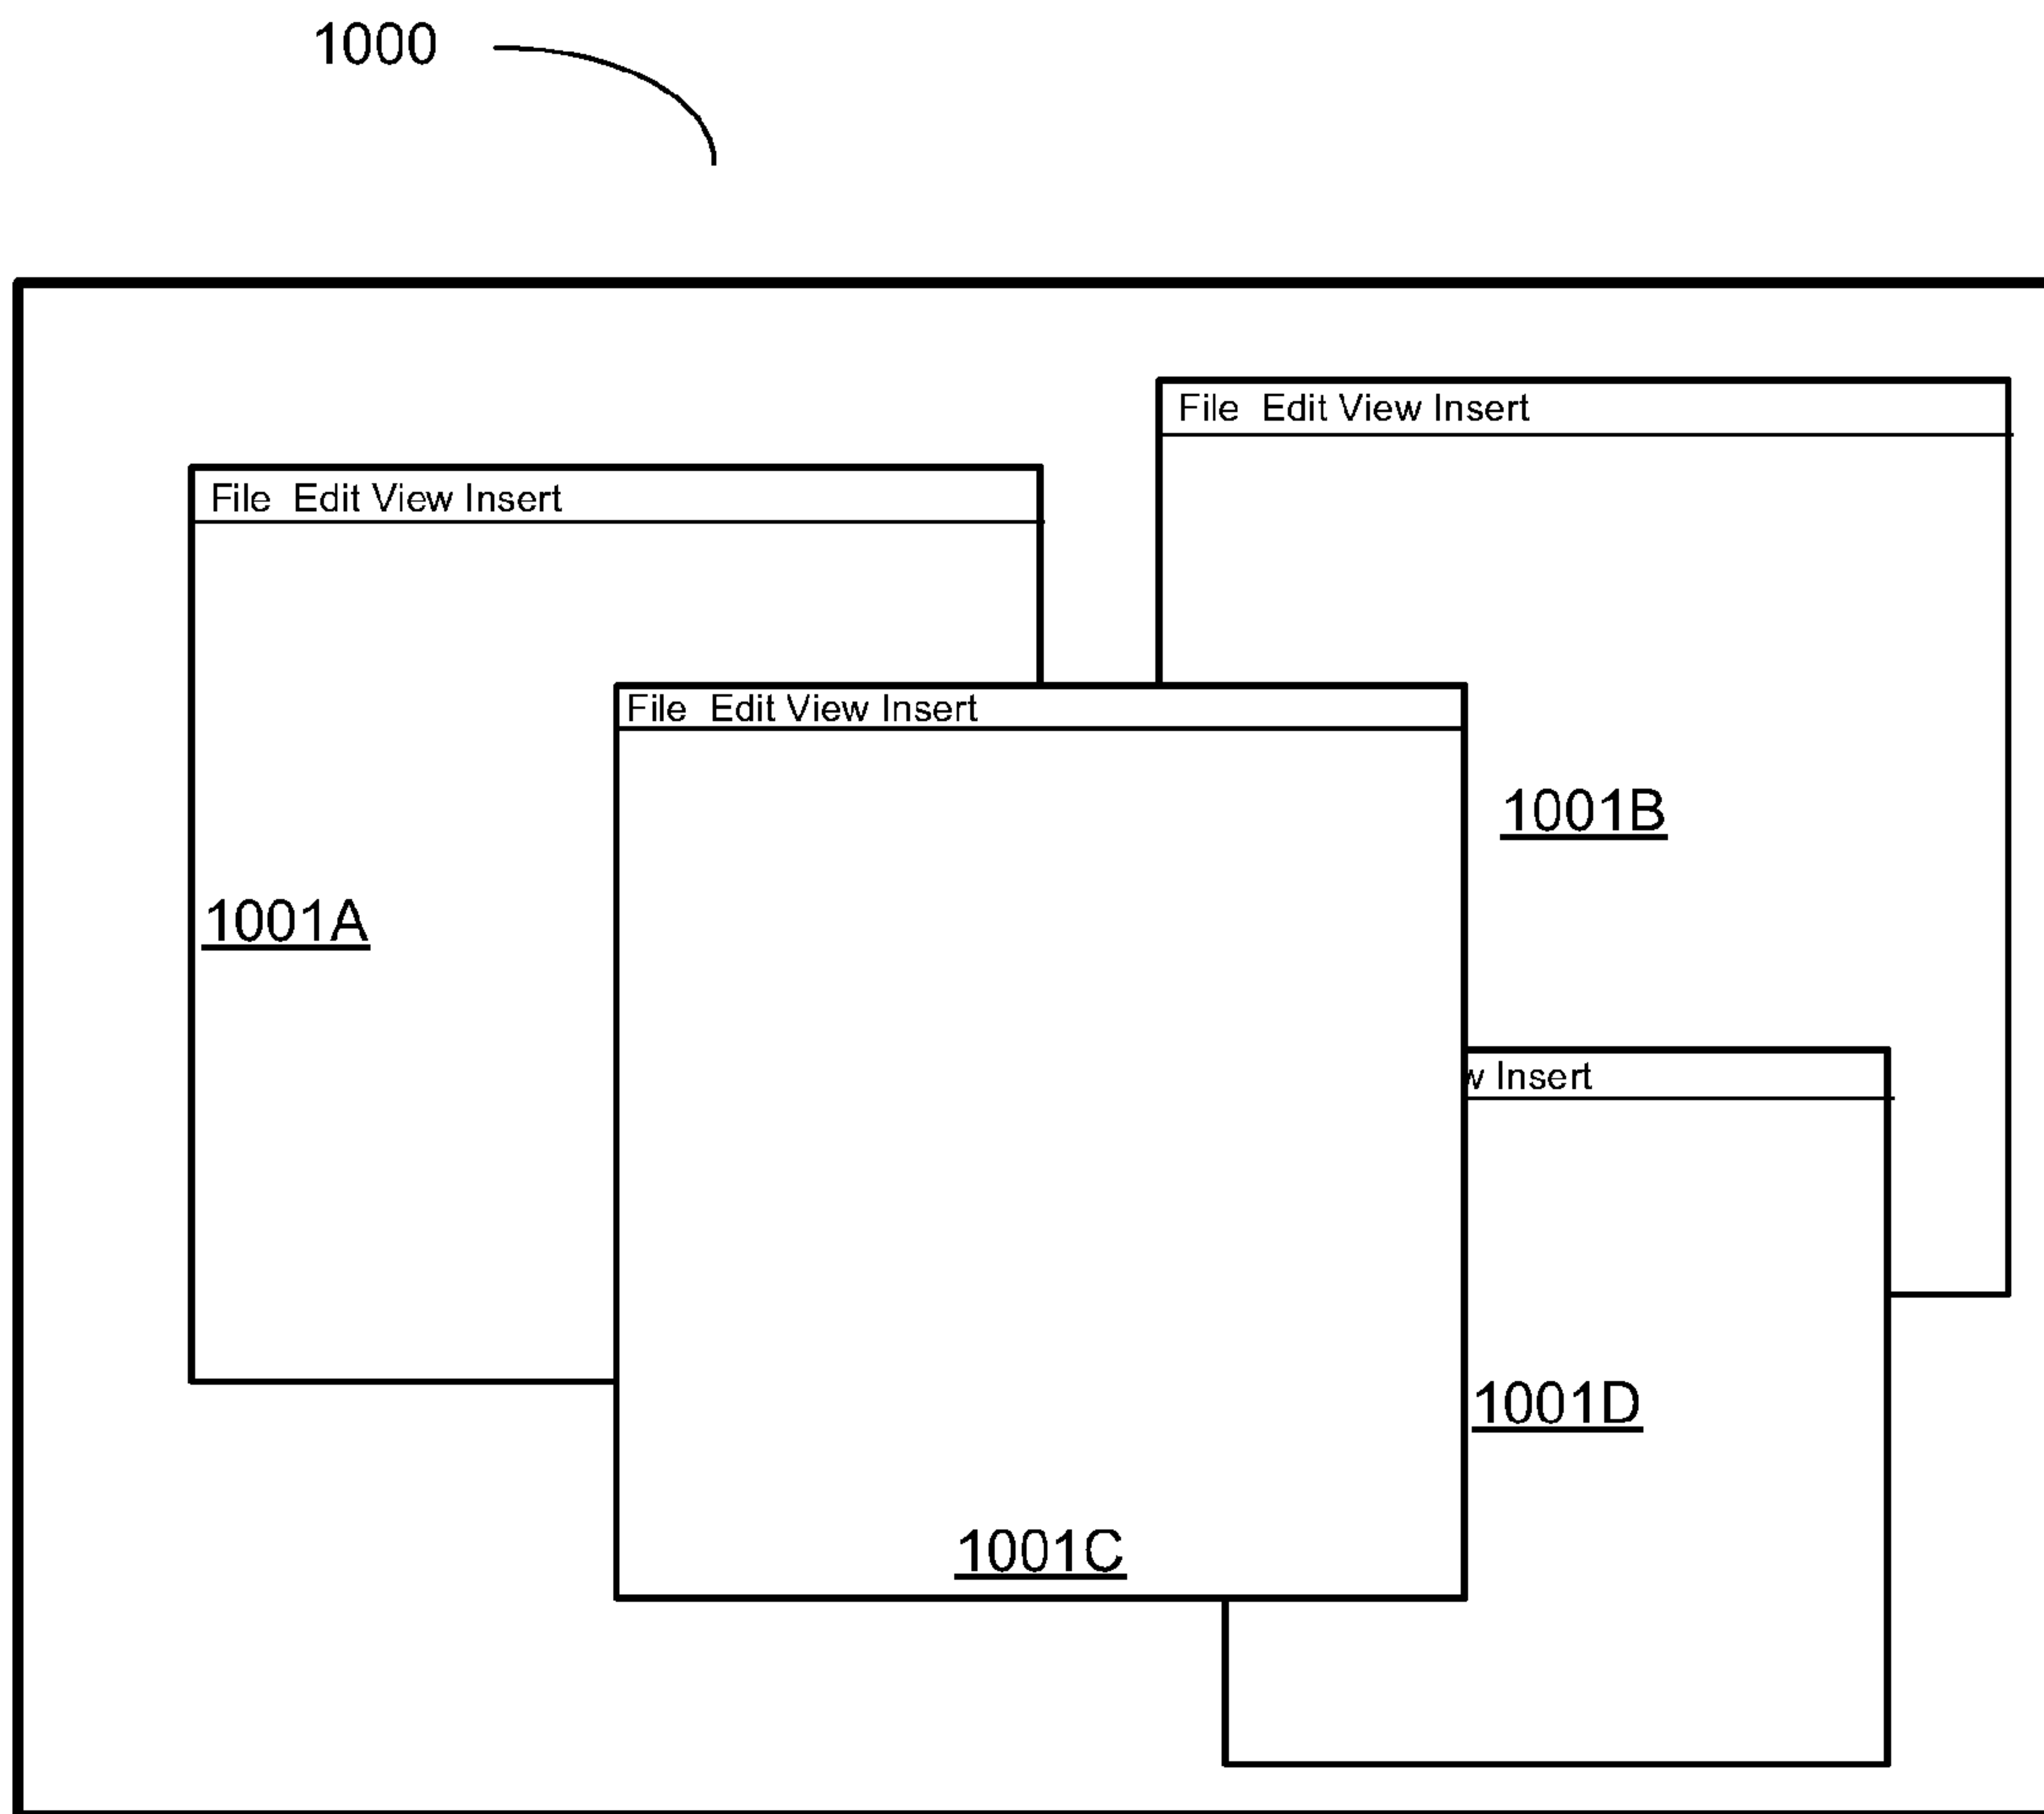 1000
File Edit View Insert
File Edit View Insert
File Edit View Insert
1001B
1001A
w Insert
1001D
1001C